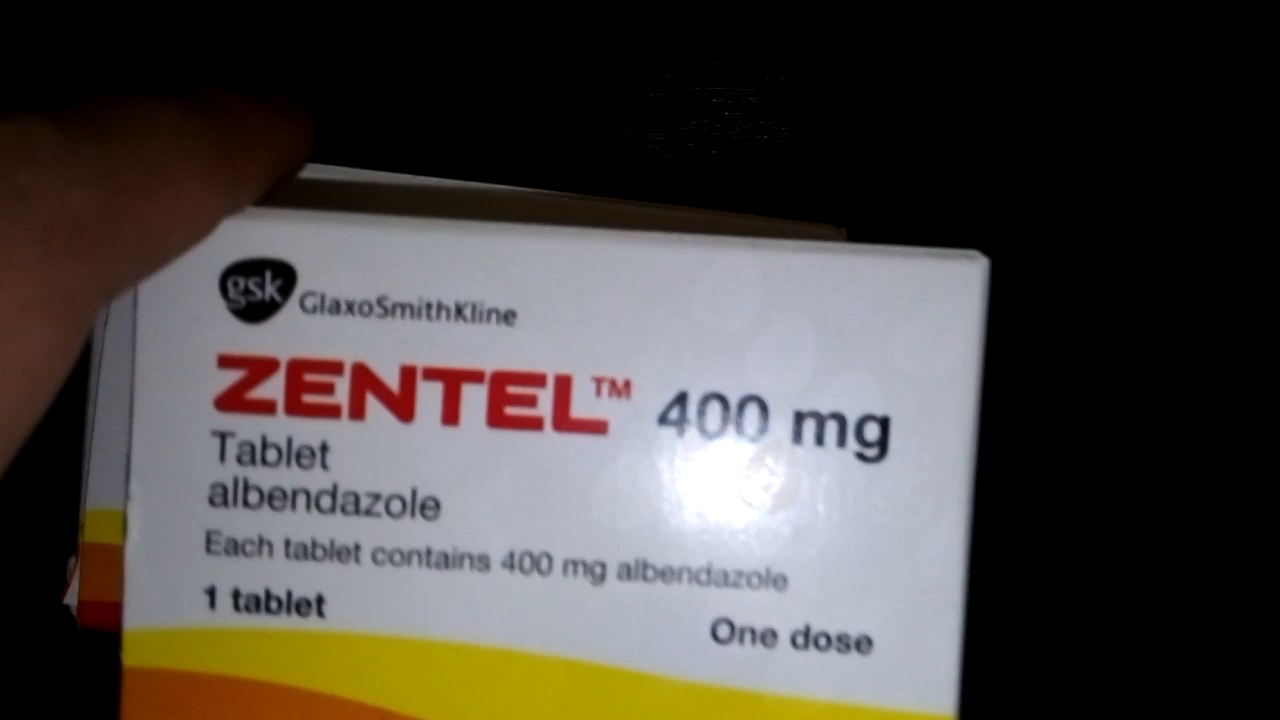 gsk GlaxoSmithKline
ZENTEL™ 400 mg
Tablet
albendazole
Each tablet contains 400 mg albendazole
1 tablet
One dose